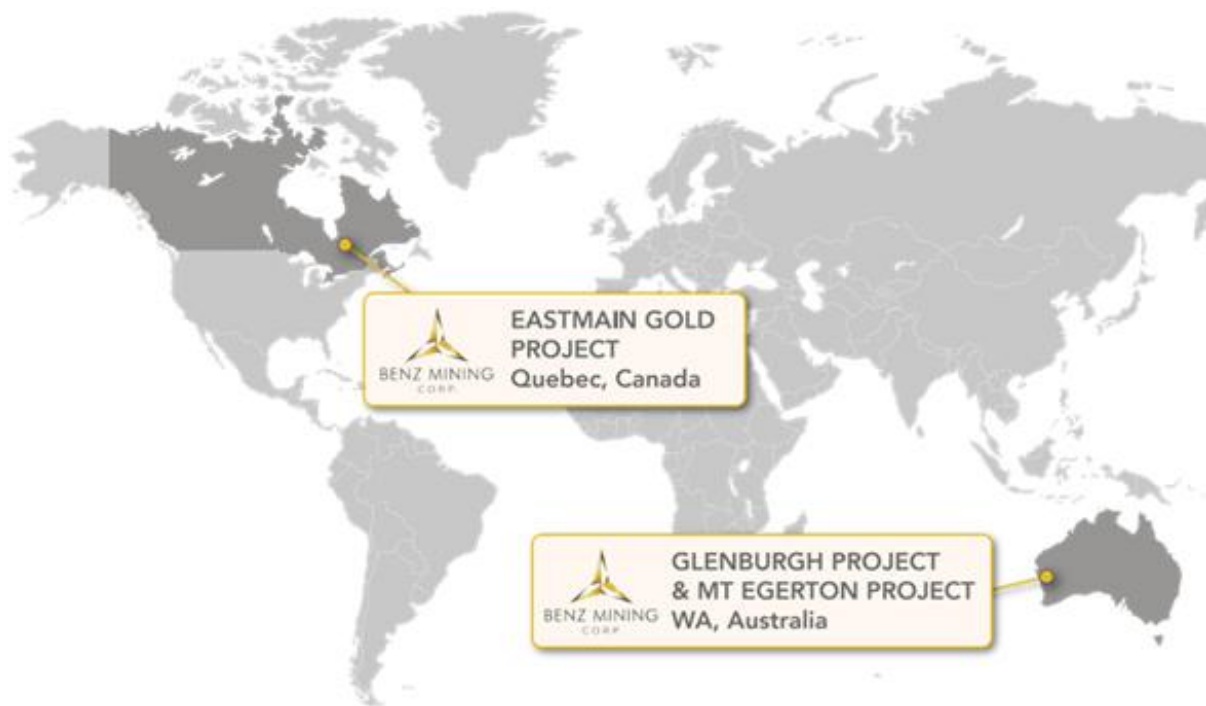 BENZ MINING
CORP.
EASTMAIN GOLD
PROJECT
Quebec, Canada
BENZ MINING
CORP
GLENBURGH PROJECT
& MT EGERTON PROJECT
WA, Australia